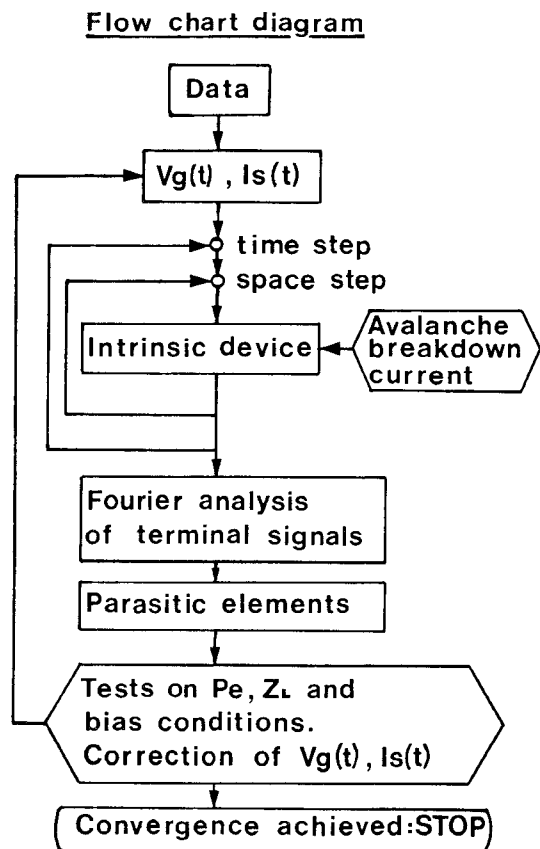 Flow chart diagram
Data
Vg(t) , Is(t)
time step
space step
Intrinsic device
Avalanche
breakdown
current
Fourier analysis
of terminal signals
Parasitic elements
Tests on Pe, ZL and
bias conditions.
Correction of Vg(t), Is(t)
Convergence achieved:STOP